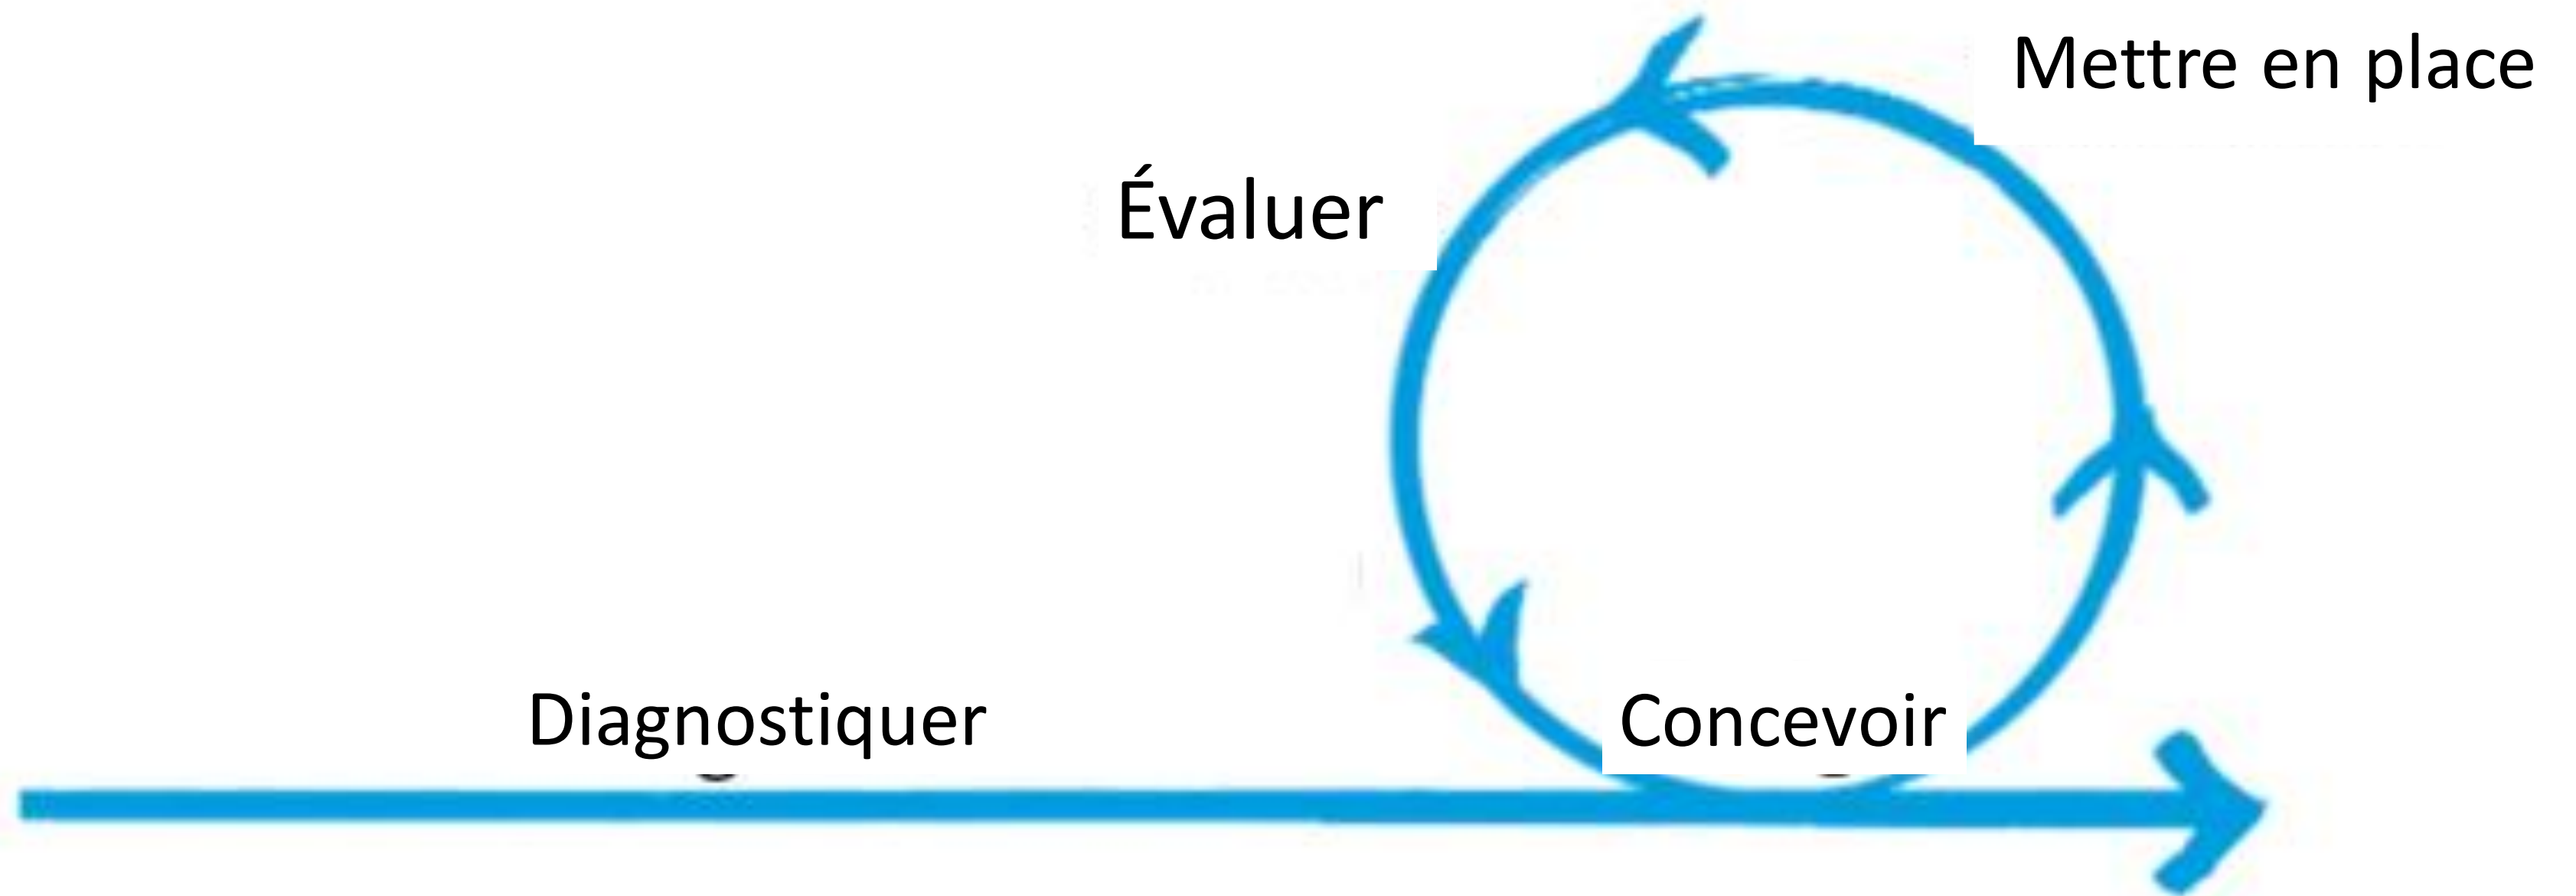 Mettre en place
Évaluer
Diagnostiquer
Concevoir